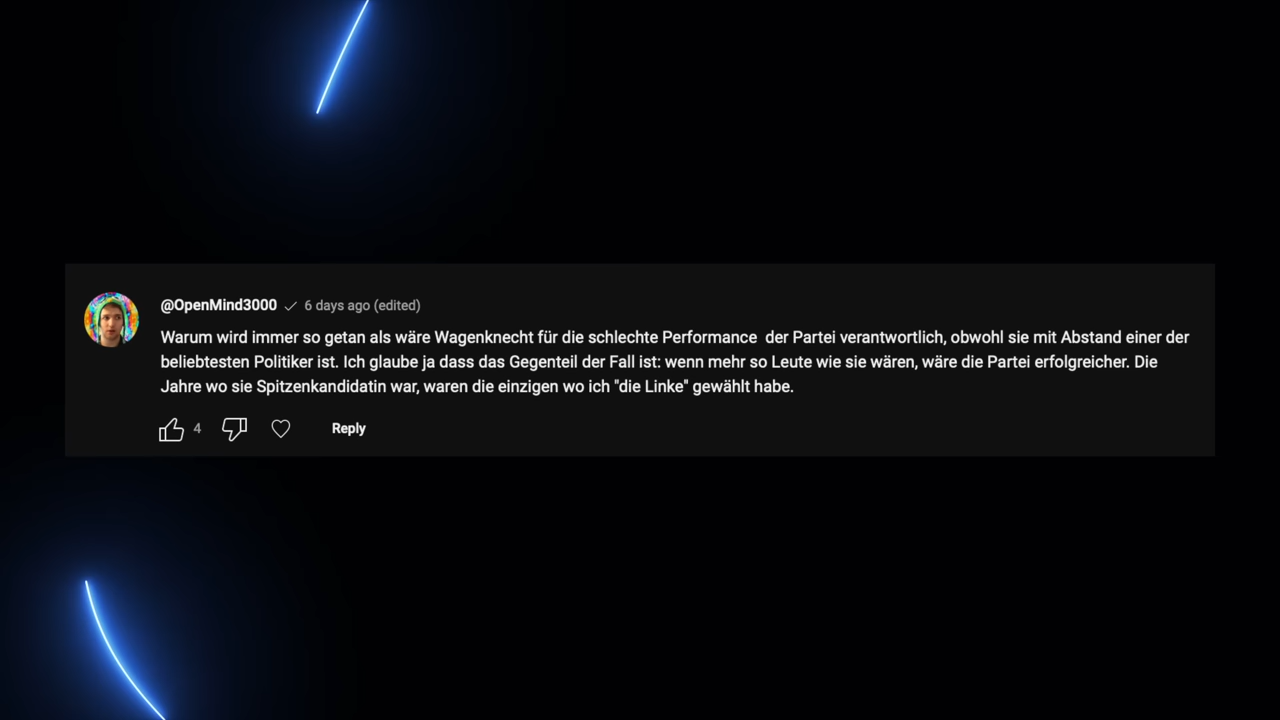 @OpenMind3000 6 days ago (edited)
Warum wird immer so getan als wäre Wagenknecht für die schlechte Performance  der Partei verantwortlich, obwohl sie mit Abstand einer der
beliebtesten Politiker ist. Ich glaube ja dass das Gegenteil der Fall ist: wenn mehr so Leute wie sie wären, wäre die Partei erfolgreicher. Die
Jahre wo sie Spitzenkandidatin war, waren die einzigen wo ich "die Linke" gewählt habe.
4 Reply